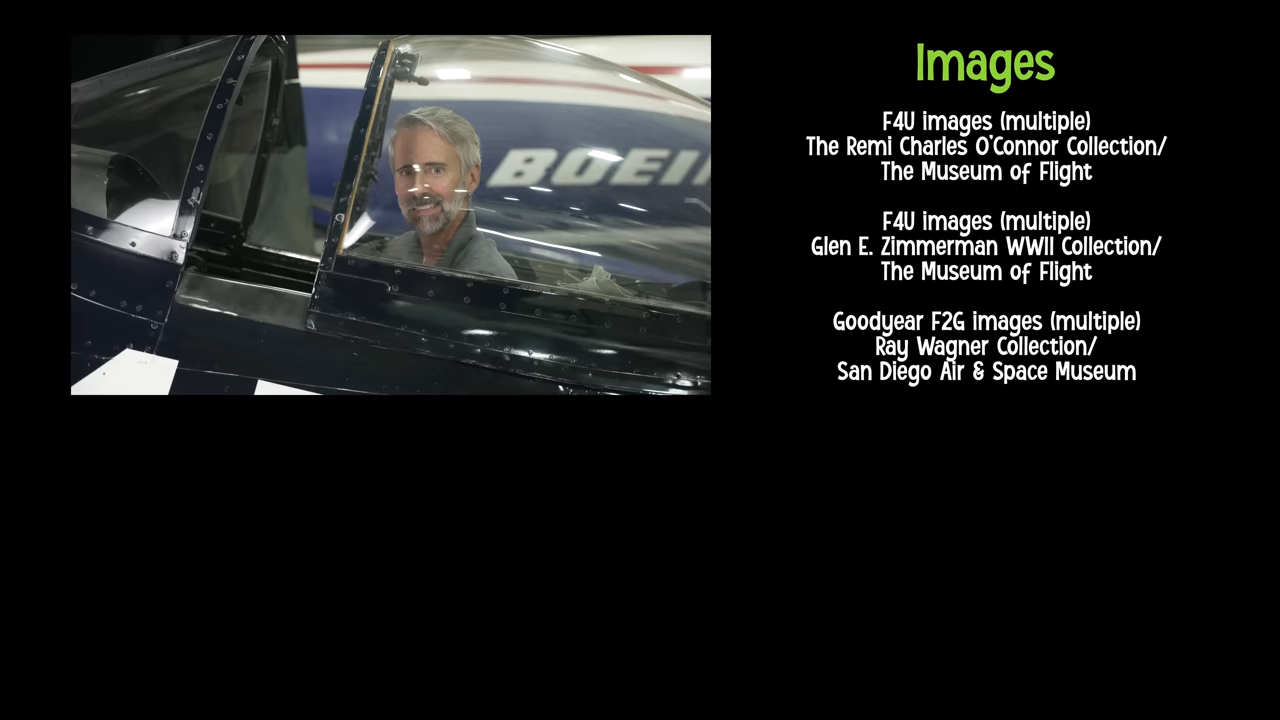 BOEI
Images
F4U images (multiple)
The Remi Charles O'Connor Collection/
The Museum of Flight
F4U images (multiple)
Glen E. Zimmerman WWII Collection/
The Museum of Flight
Goodyear F2G images (multiple)
Ray Wagner Collection/
San Diego Air & Space Museum